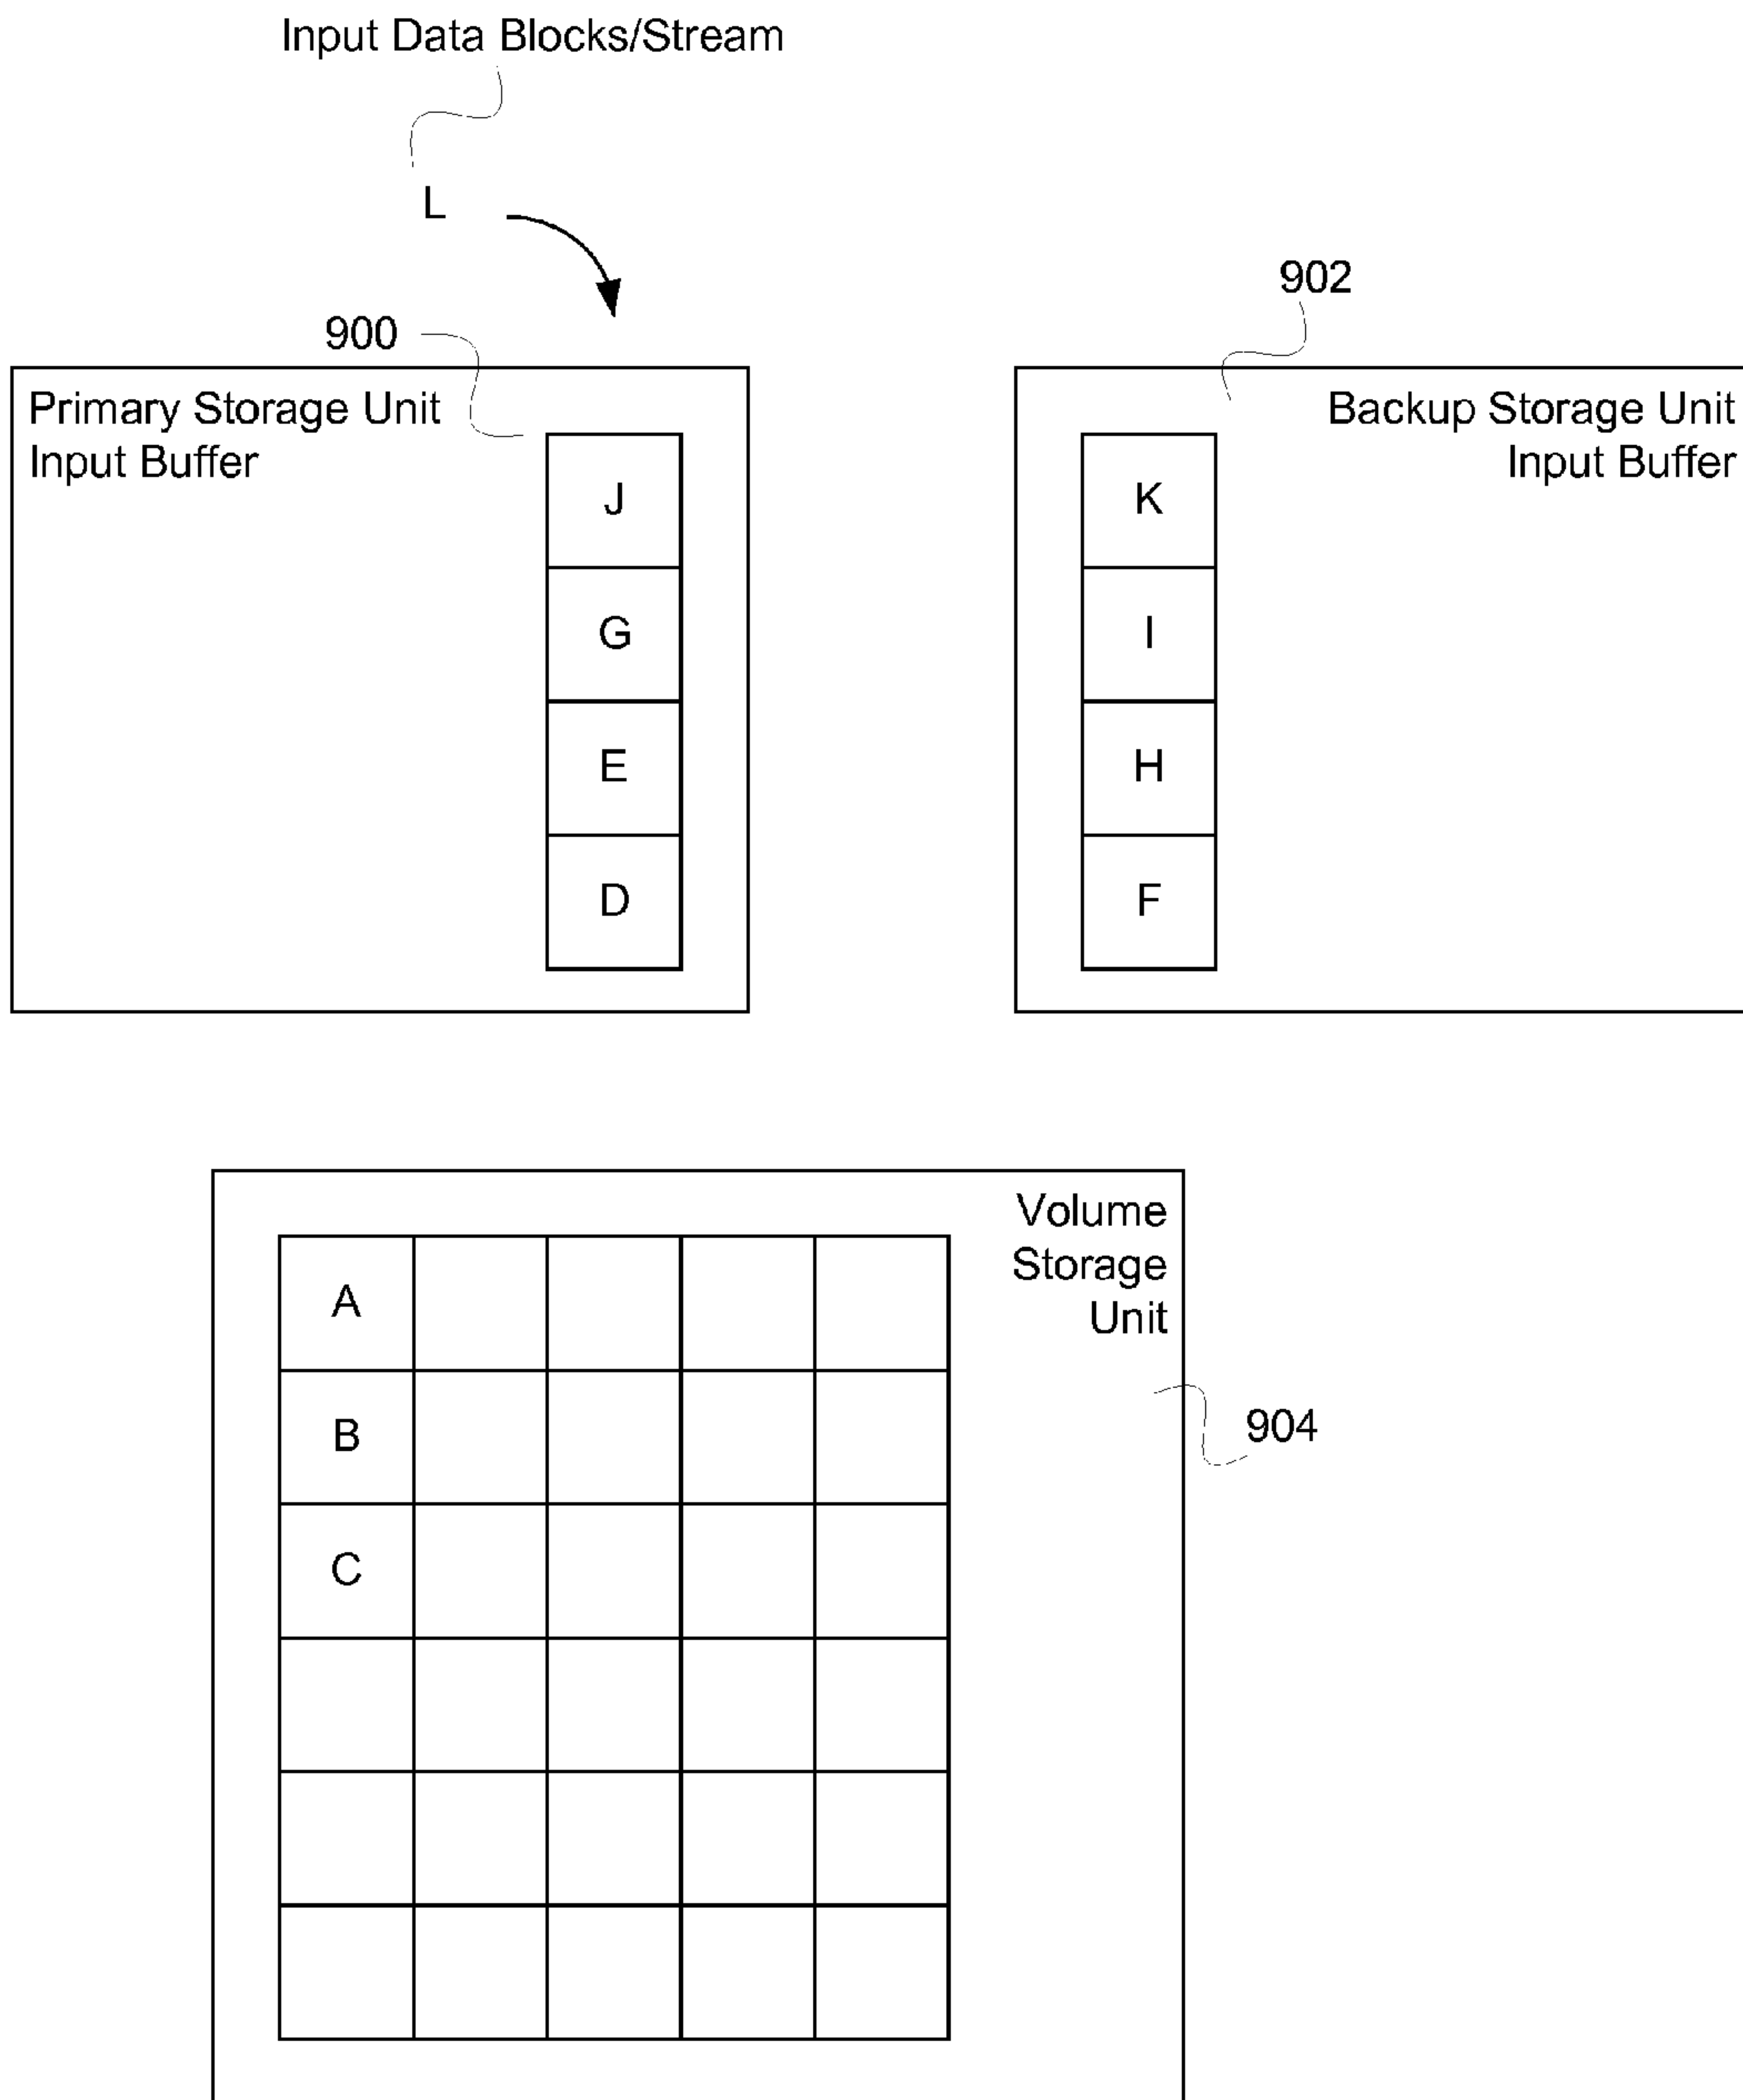 Input Data Blocks/Stream
L
902
900
Primary Storage Unit
Input Buffer
Backup Storage Unit
Input Buffer
J
G
E
D
K
I
H
F
Volume
Storage
Unit
904
A
B
C